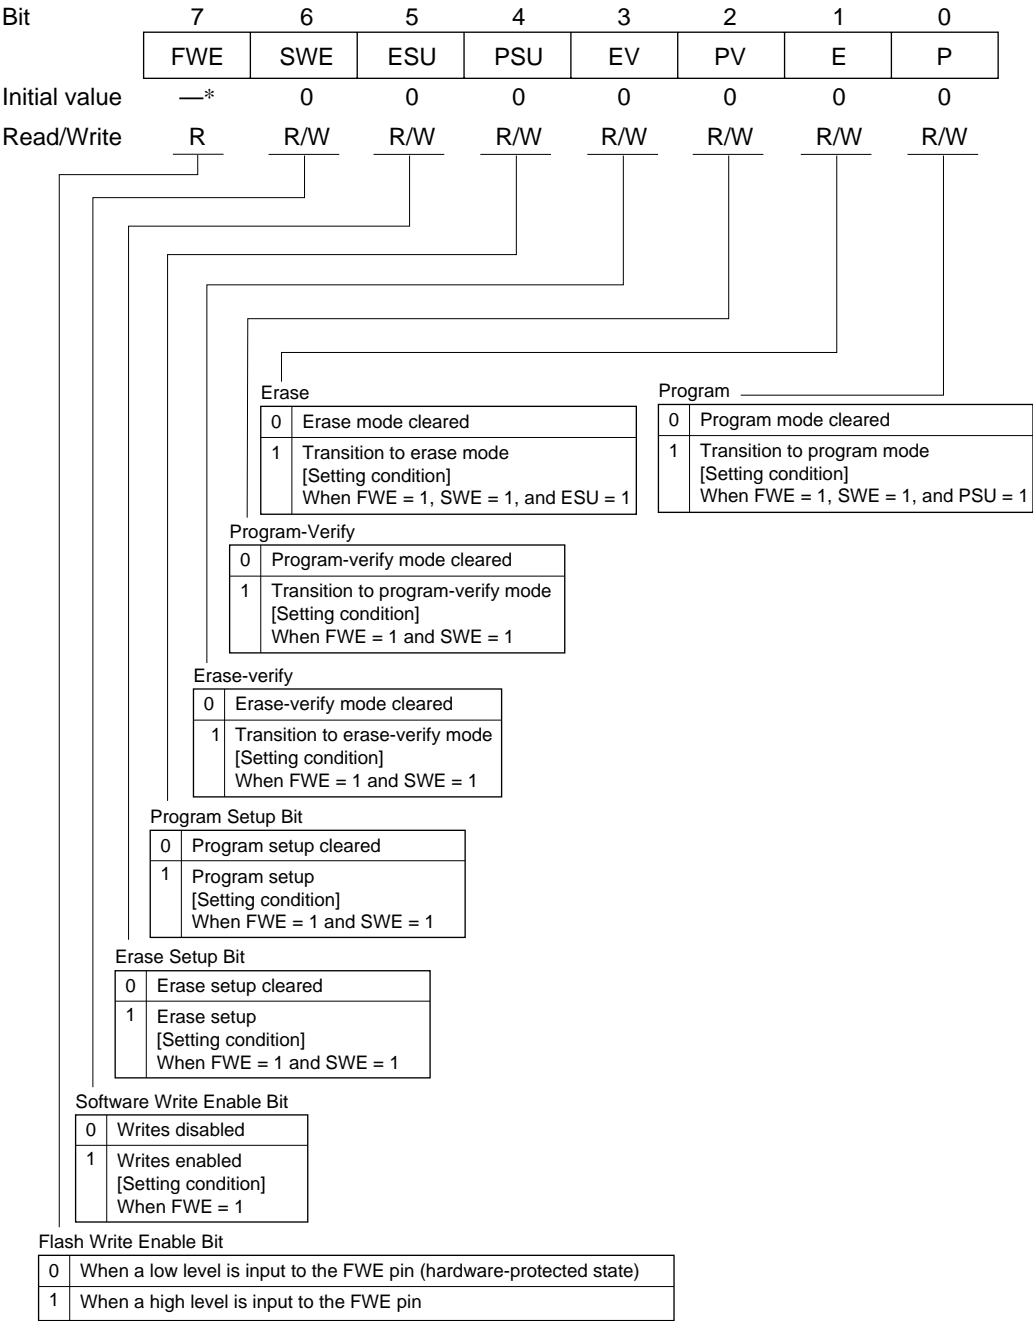 Bit 7 6 5 4 3 2 1 0
FWE SWE ESU PSU EV PV E P
Initial value —* 0 0 0 0 0 0 0
Read/Write R R/W R/W R/W R/W R/W R/W R/W
Erase
0 Erase mode cleared
1 Transition to erase mode
[Setting condition]
When FWE = 1, SWE = 1, and ESU = 1
Program
0 Program mode cleared
1 Transition to program mode
[Setting condition]
When FWE = 1, SWE = 1, and PSU = 1
Program-Verify
0 Program-verify mode cleared
1 Transition to program-verify mode
[Setting condition]
When FWE = 1 and SWE = 1
Erase-verify
0 Erase-verify mode cleared
1 Transition to erase-verify mode
[Setting condition]
When FWE = 1 and SWE = 1
Program Setup Bit
0 Program setup cleared
1 Program setup
[Setting condition]
When FWE = 1 and SWE = 1
Erase Setup Bit
0 Erase setup cleared
1 Erase setup
[Setting condition]
When FWE = 1 and SWE = 1
Software Write Enable Bit
0 Writes disabled
1 Writes enabled
[Setting condition]
When FWE = 1
Flash Write Enable Bit
0 When a low level is input to the FWE pin (hardware-protected state)
1 When a high level is input to the FWE pin